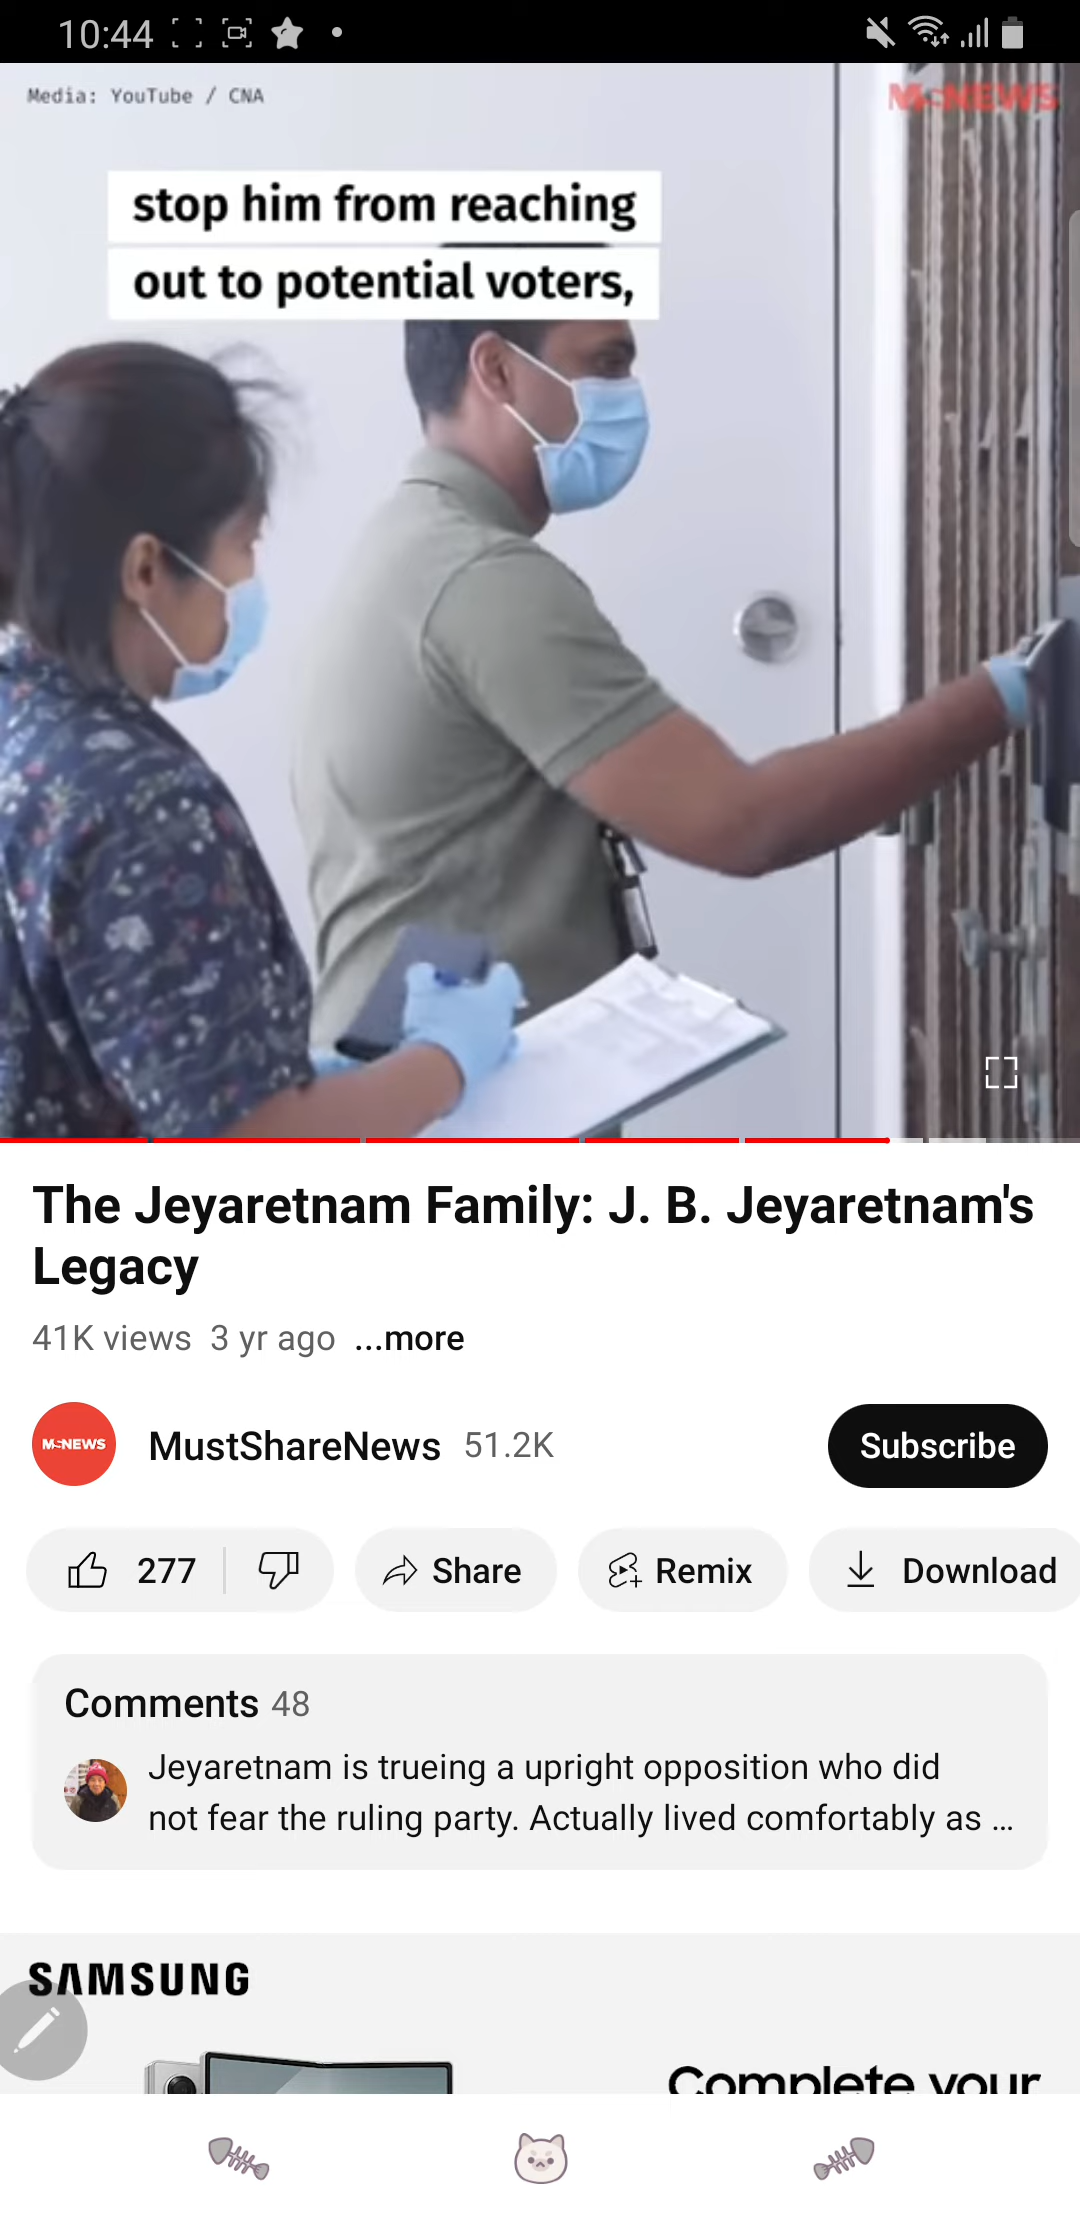 10:44
Media: YouTube / CNA
MSNEWS
stop him from reaching
out to potential voters,
The Jeyaretnam Family: J. B. Jeyaretnam's
Legacy
41K views 3 yr ago ...more
MSNEWS
MustShareNews 51.2K
Subscribe
277
Share
Remix
Download
Comments 48
Jeyaretnam is trueing a upright opposition who did
not fear the ruling party. Actually lived comfortably as ...
SAMSUNG
Complete your